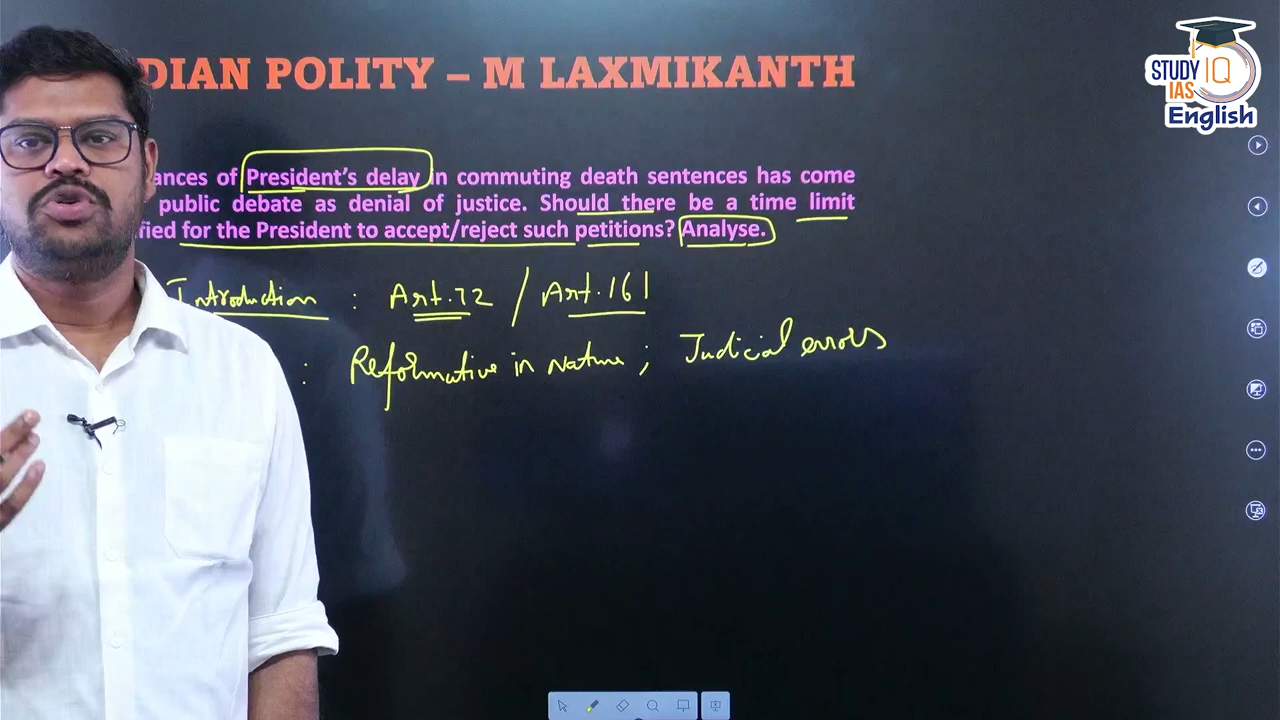 DIAN POLITY – M LAXMIKANTH
STUDY IQ
IAS
English
ances of President's delay in commuting death sentences has come
public debate as denial of justice. Should there be a time limit
fied for the President to accept/reject such petitions? Analyse.
Introduction : Art.72 / Art.161
: Reformative in Nature ; Judicial errors